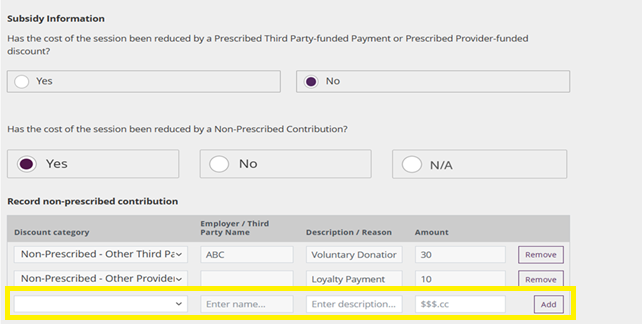 Subsidy Information
Has the cost of the session been reduced by a Prescribed Third Party-funded Payment or Prescribed Provider-funded
discount?
Yes No
Has the cost of the session been reduced by a Non-Prescribed Contribution?
Yes No N/A
Record non-prescribed contribution
Discount category Employer / Third Party Name Description / Reason Amount
Non-Prescribed - Other Third Pa ABC Voluntary Donation 30 Remove
Non-Prescribed - Other Provider Loyalty Payment 10 Remove
Enter name... Enter description... $$$.cc Add